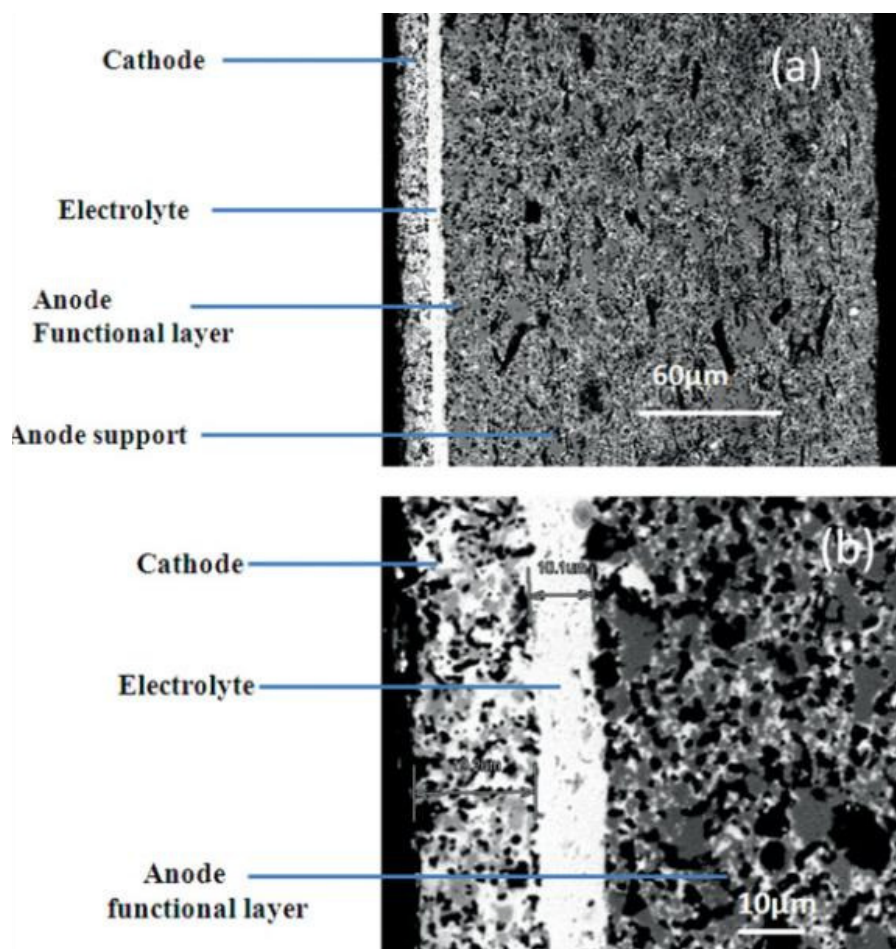 (a)
Cathode
Electrolyte
Anode
Functional layer
60µm
Anode support
(b)
Cathode
10.1um
Electrolyte
Anode
functional layer
10µm